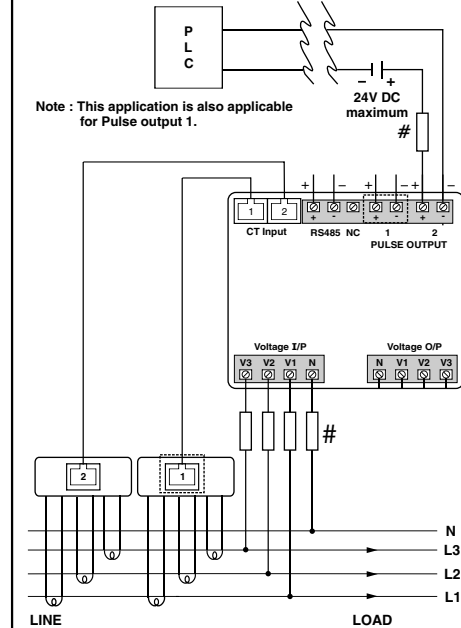 P
L
C
Note : This application is also applicable
for Pulse output 1.
– +
24V DC
maximum
#
+ – + – + –
1 2
+ - + - + -
CT Input RS485 NC 1 2
PULSE OUTPUT
Voltage I/P Voltage O/P
V3 V2 V1 N N V1 V2 V3
#
2 1
N
L3
L2
L1
LINE LOAD